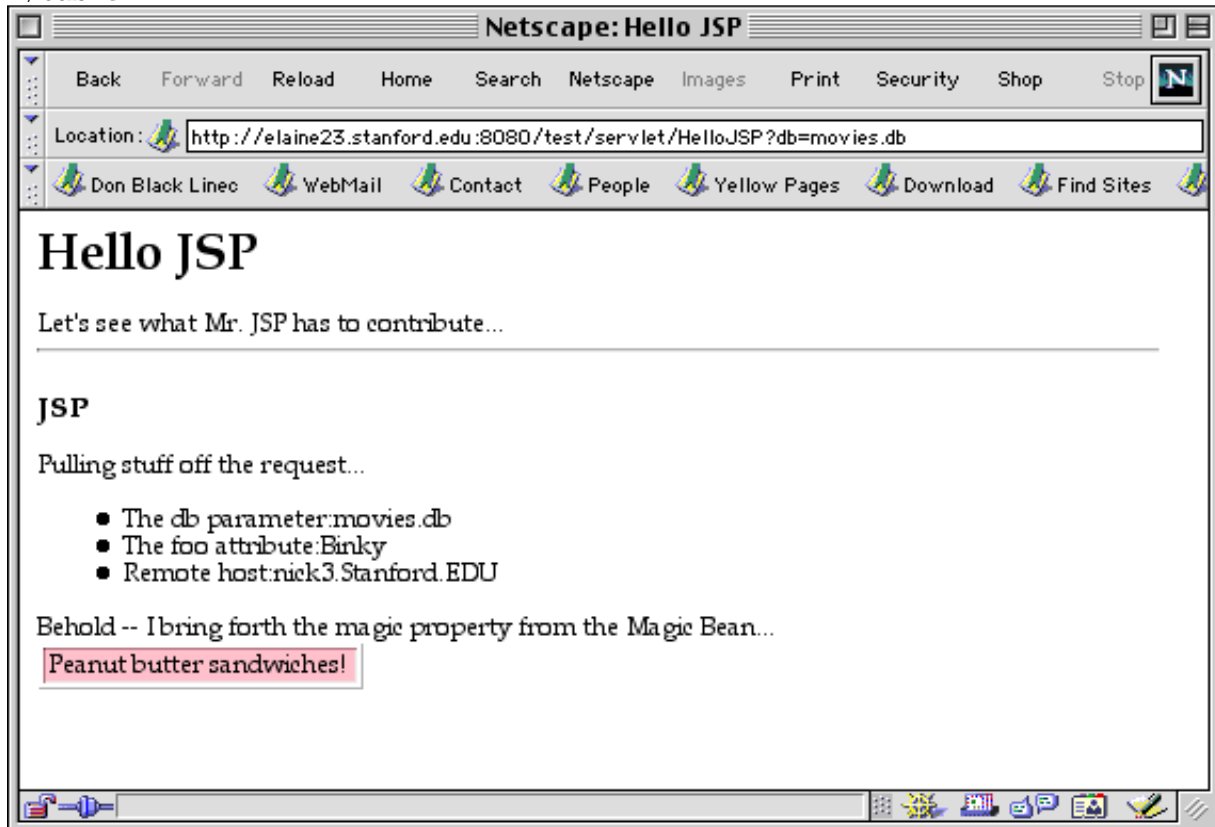 Netscape: Hello JSP
Back Forward Reload Home Search Netscape Images Print Security Shop Stop N
Location: http://elaine23.stanford.edu:8080/test/servlet/HelloJSP?db=movies.db
Don Black Linec WebMail Contact People Yellow Pages Download Find Sites
Hello JSP
Let's see what Mr. JSP has to contribute...
JSP
Pulling stuff off the request...
The db parameter:movies.db
The foo attribute:Binky
Remote host:nick3.Stanford.EDU
Behold -- I bring forth the magic property from the Magic Bean...
Peanut butter sandwiches!